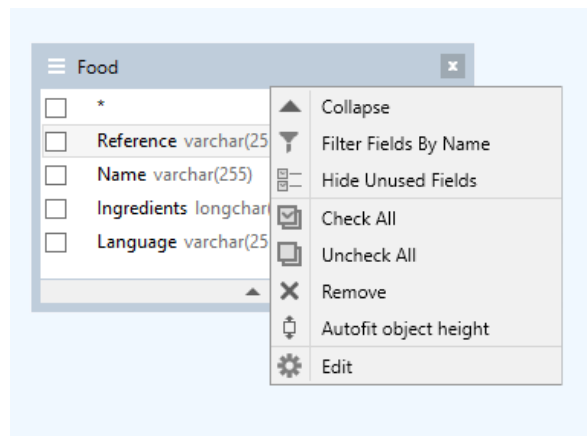 Food
*
Reference varchar(25
Name varchar(255)
Ingredients longchar(
Language varchar(25
Collapse
Filter Fields By Name
Hide Unused Fields
Check All
Uncheck All
Remove
Autofit object height
Edit